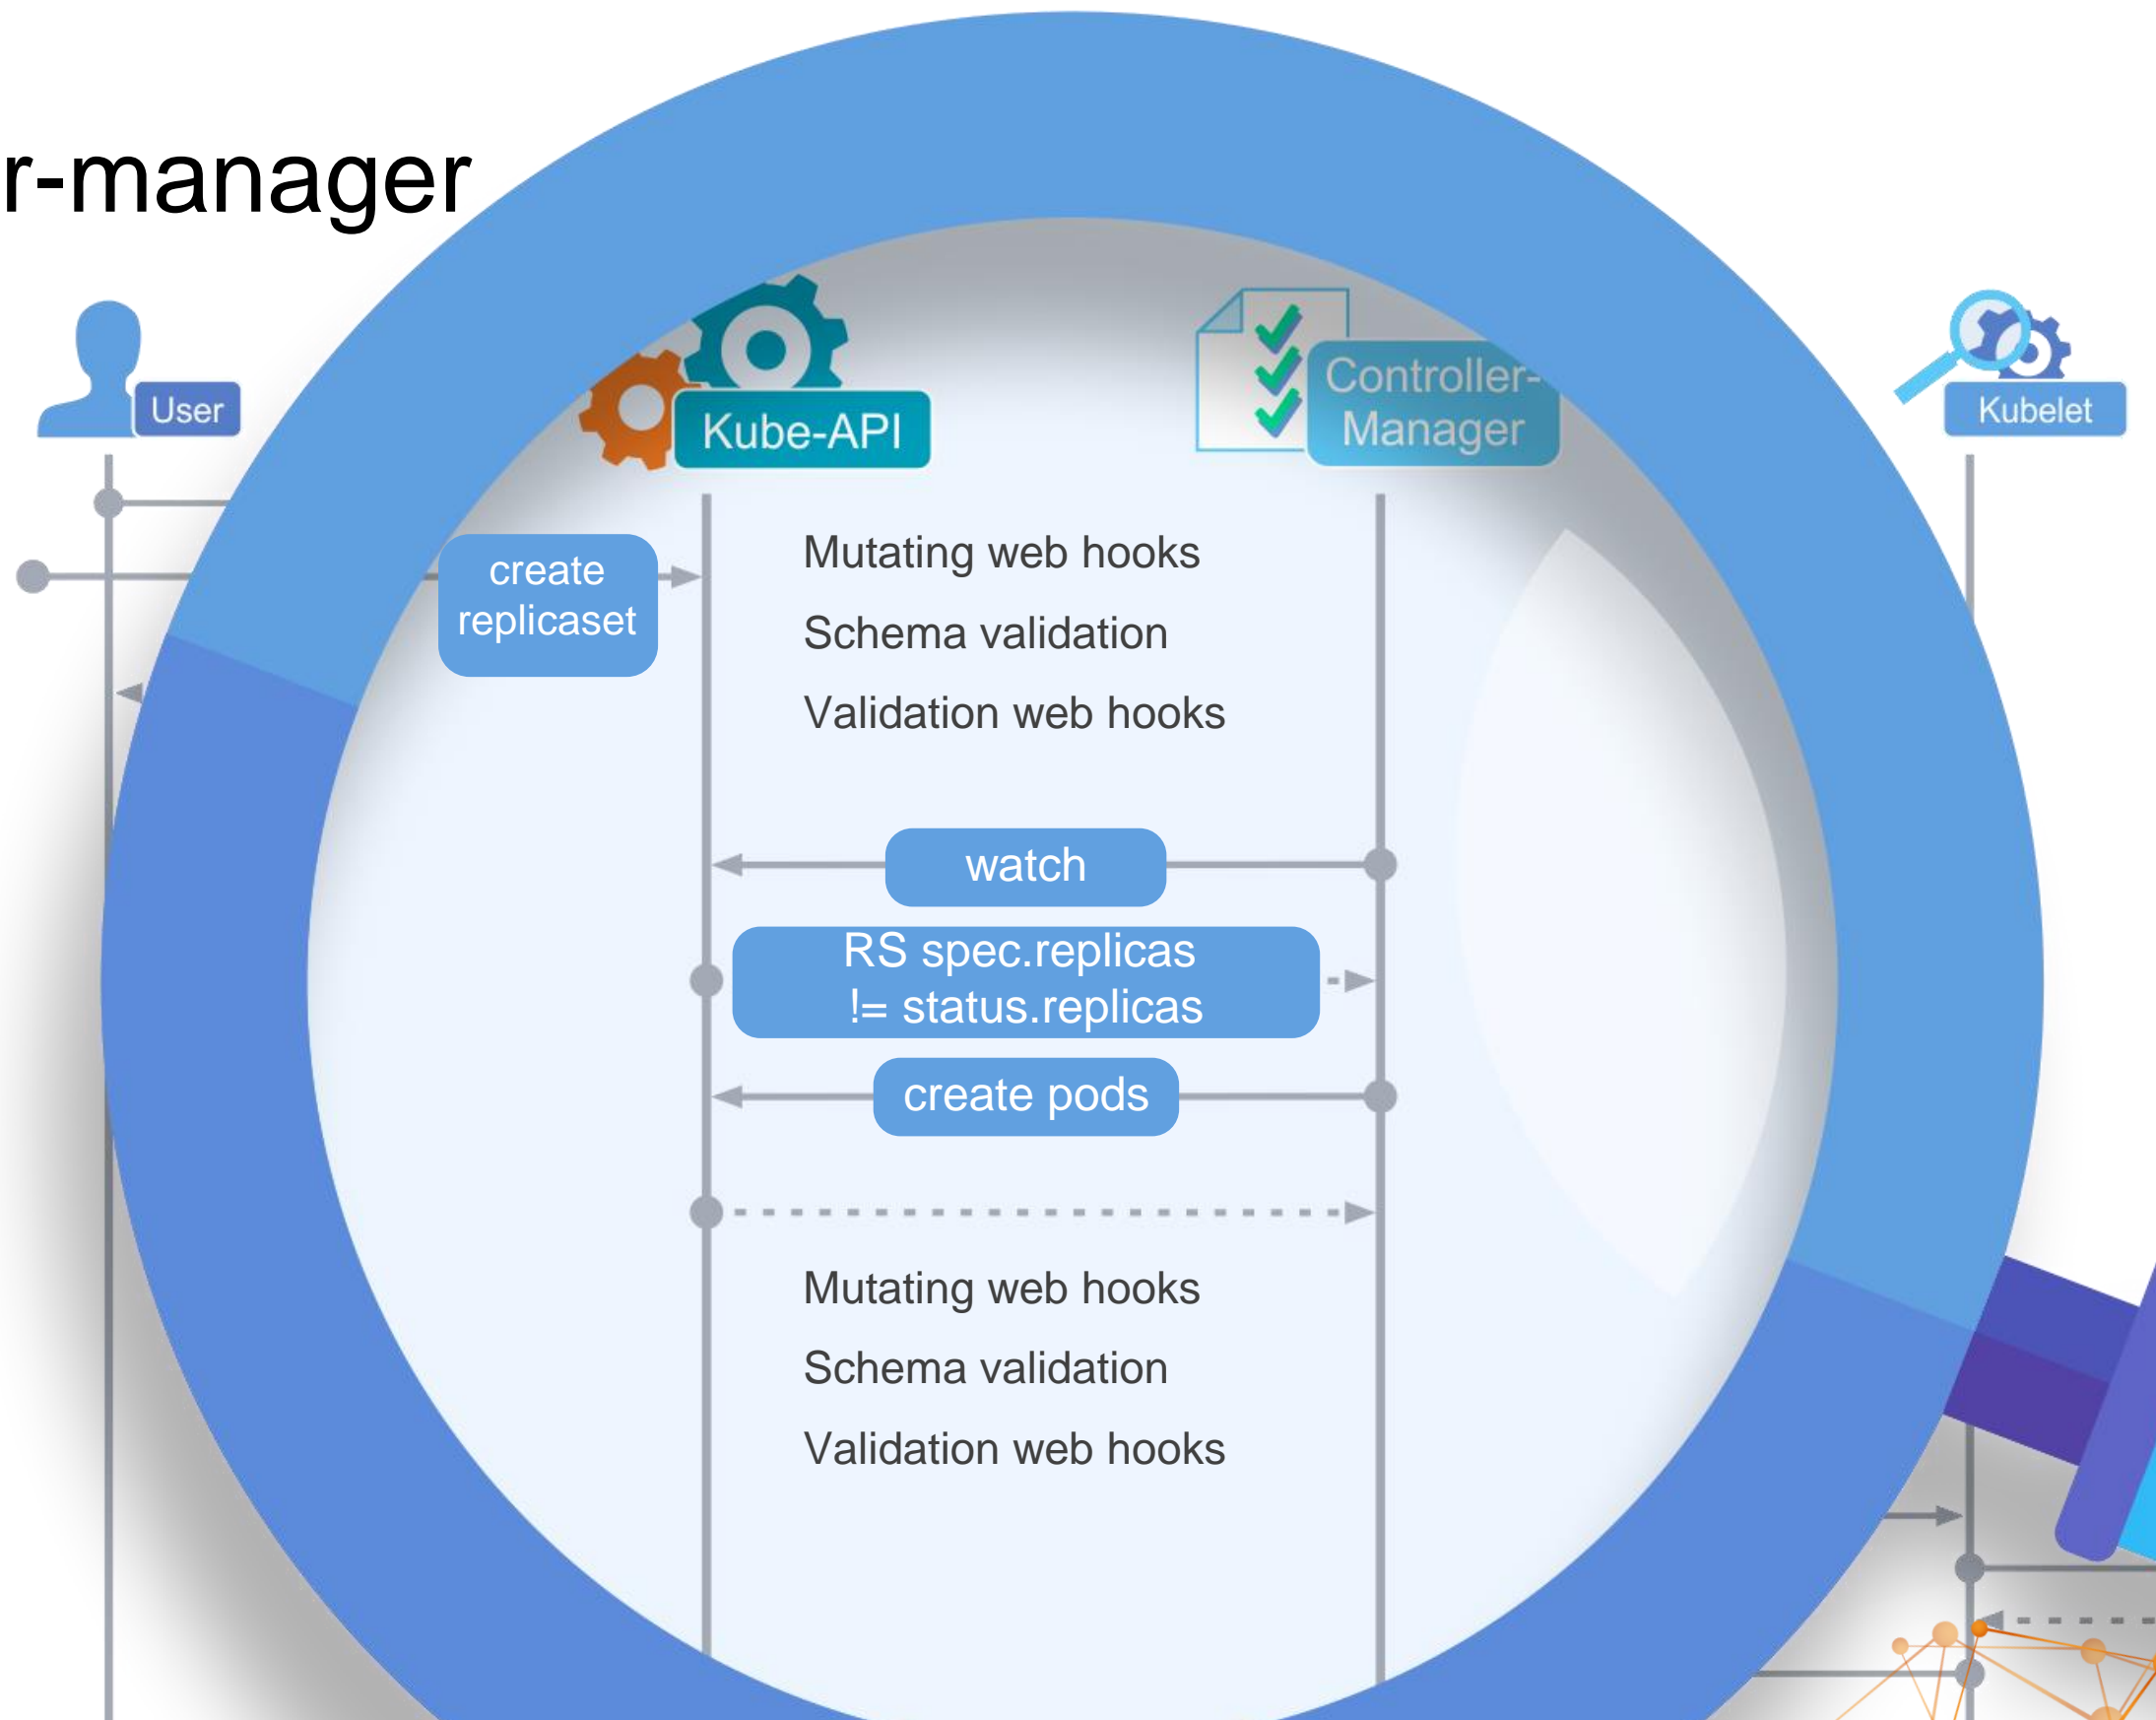 r-manager
User
Kube-API
Controller-
Manager
Kubelet
create
replicaset
Mutating web hooks
Schema validation
Validation web hooks
watch
RS spec.replicas
!= status.replicas
create pods
Mutating web hooks
Schema validation
Validation web hooks